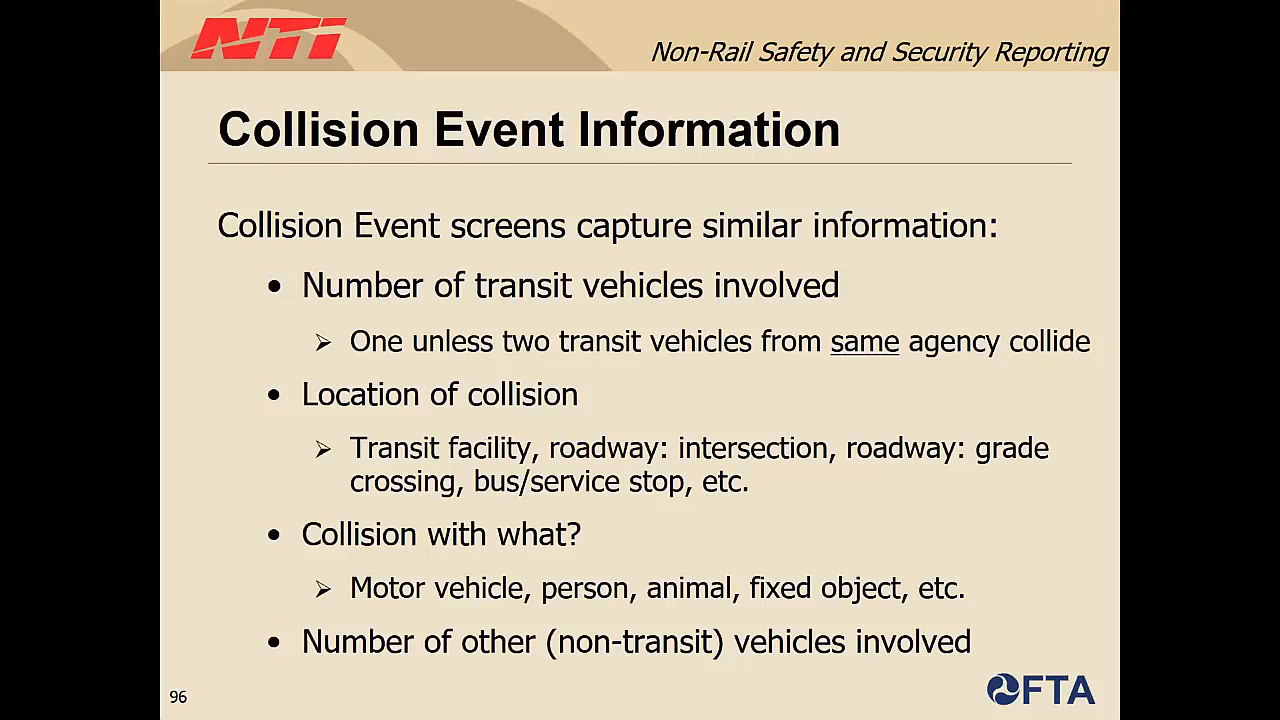 NTI
Non-Rail Safety and Security Reporting
Collision Event Information
Collision Event screens capture similar information:
• Number of transit vehicles involved
➢ One unless two transit vehicles from same agency collide
• Location of collision
➢ Transit facility, roadway: intersection, roadway: grade
crossing, bus/service stop, etc.
• Collision with what?
➢ Motor vehicle, person, animal, fixed object, etc.
• Number of other (non-transit) vehicles involved
96
FTA